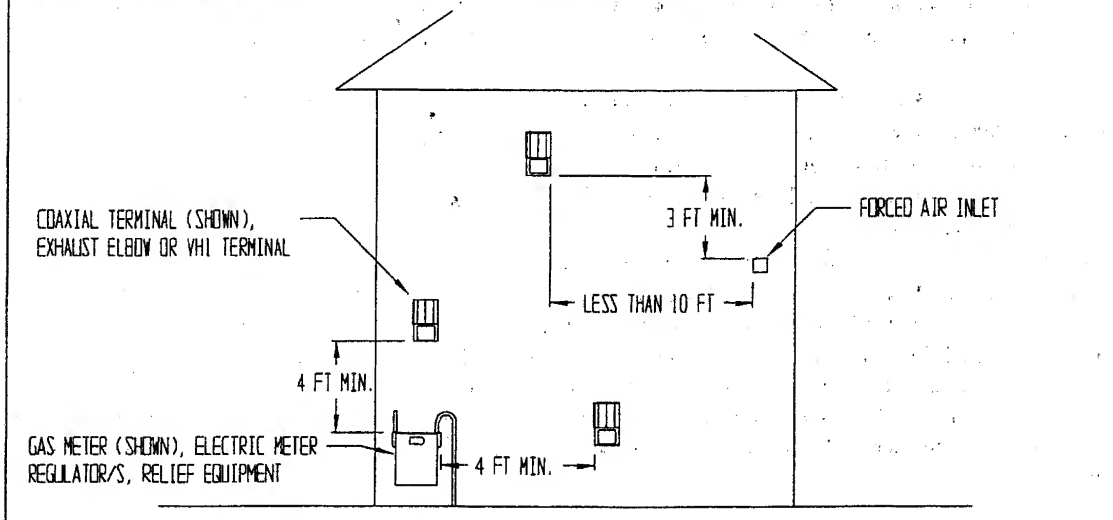 COAXIAL TERMINAL (SHOWN),
EXHAUST ELBOW OR VH1 TERMINAL
3 FT MIN.
FORCED AIR INLET
LESS THAN 10 FT
4 FT MIN.
GAS METER (SHOWN), ELECTRIC METER
REGULATOR/S, RELIEF EQUIPMENT
4 FT MIN.